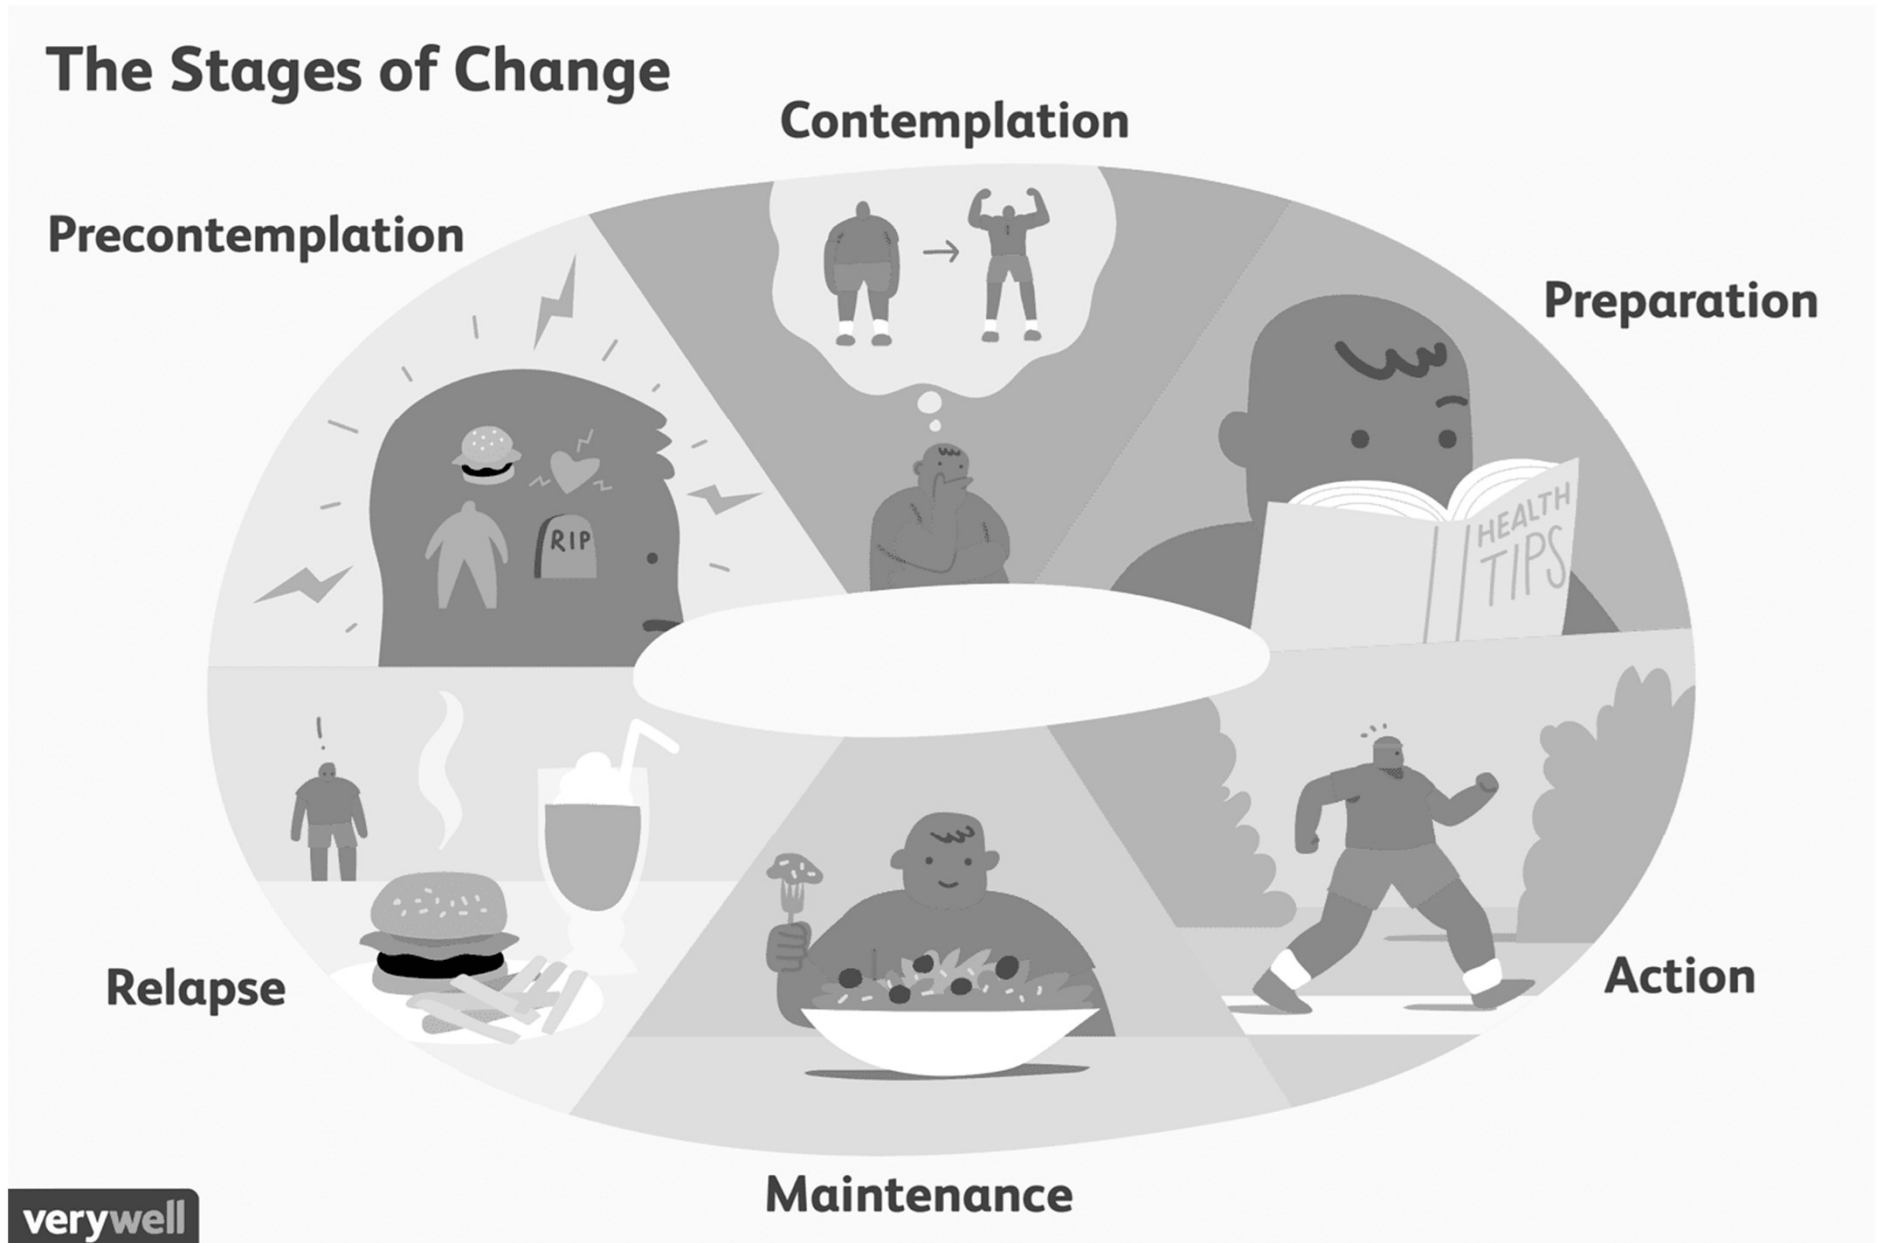 The Stages of Change
Contemplation
Precontemplation
Preparation
RIP
HEALTH
TIPS
Relapse
Action
Maintenance
verywell